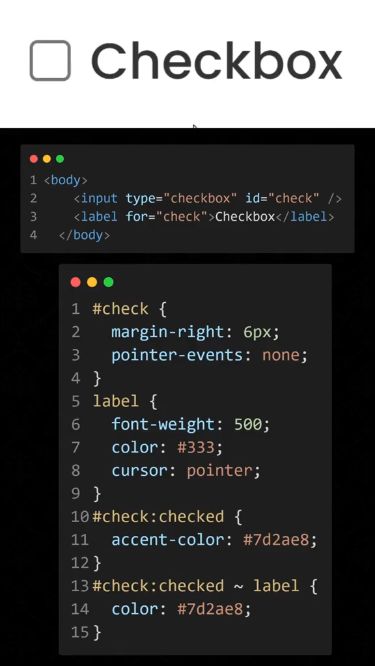 Checkbox
1 <body>
2 <input type="checkbox" id="check" />
3 <label for="check">Checkbox</label>
4 </body>
1 #check {
2 margin-right: 6px;
3 pointer-events: none;
4 }
5 label {
6 font-weight: 500;
7 color: #333;
8 cursor: pointer;
9 }
10 #check:checked {
11 accent-color: #7d2ae8;
12 }
13 #check:checked ~ label {
14 color: #7d2ae8;
15 }